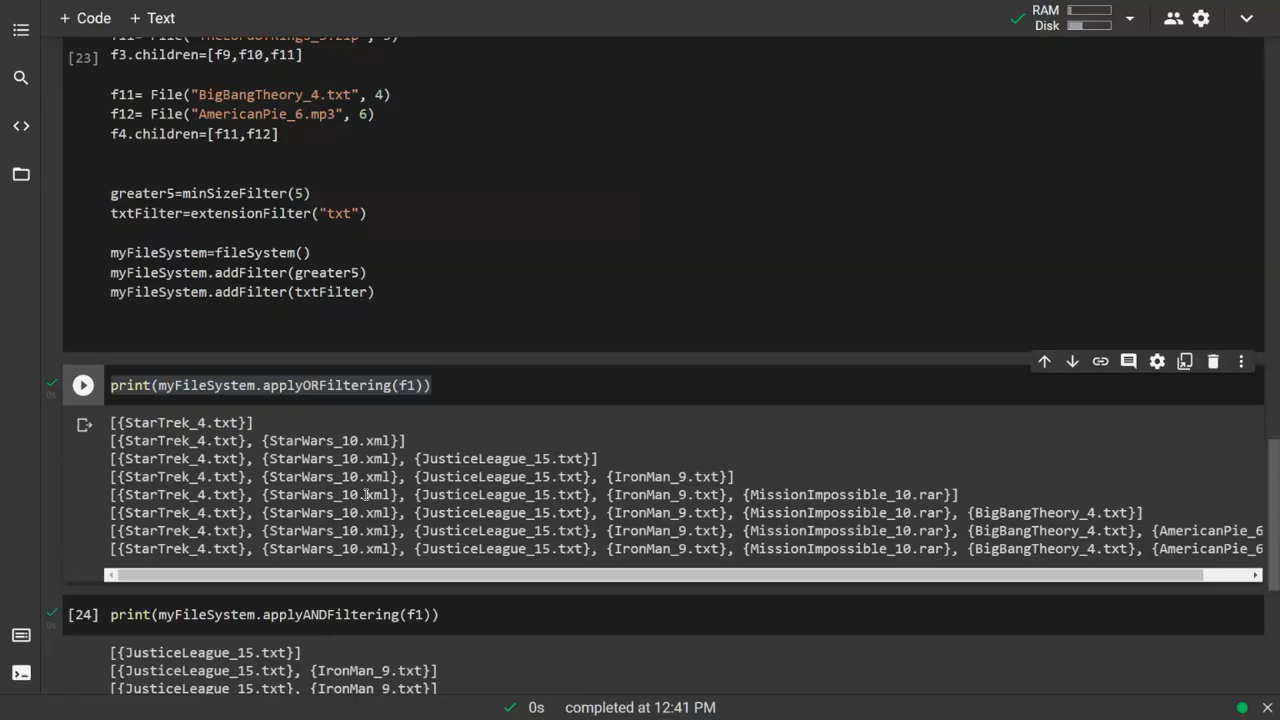 + Code + Text
RAM
Disk
[23]
f3.children=[f9,f10,f11]
f11= File("BigBangTheory_4.txt", 4)
f12= File("AmericanPie_6.mp3", 6)
f4.children=[f11,f12]
greater5=minSizeFilter(5)
txtFilter=extensionFilter("txt")
myFileSystem=fileSystem()
myFileSystem.addFilter(greater5)
myFileSystem.addFilter(txtFilter)
print(myFileSystem.applyORFiltering(f1))
0s
[{StarTrek_4.txt}]
[{StarTrek_4.txt}, {StarWars_10.xml}]
[{StarTrek_4.txt}, {StarWars_10.xml}, {JusticeLeague_15.txt}]
[{StarTrek_4.txt}, {StarWars_10.xml}, {JusticeLeague_15.txt}, {IronMan_9.txt}]
[{StarTrek_4.txt}, {StarWars_10.xml}, {JusticeLeague_15.txt}, {IronMan_9.txt}, {MissionImpossible_10.rar}]
[{StarTrek_4.txt}, {StarWars_10.xml}, {JusticeLeague_15.txt}, {IronMan_9.txt}, {MissionImpossible_10.rar}, {BigBangTheory_4.txt}]
[{StarTrek_4.txt}, {StarWars_10.xml}, {JusticeLeague_15.txt}, {IronMan_9.txt}, {MissionImpossible_10.rar}, {BigBangTheory_4.txt}, {AmericanPie_6
[{StarTrek_4.txt}, {StarWars_10.xml}, {JusticeLeague_15.txt}, {IronMan_9.txt}, {MissionImpossible_10.rar}, {BigBangTheory_4.txt}, {AmericanPie_6
[24] print(myFileSystem.applyANDFiltering(f1))
0s
[{JusticeLeague_15.txt}]
[{JusticeLeague_15.txt}, {IronMan_9.txt}]
[{JusticeLeague_15.txt}, {IronMan_9.txt}]
0s completed at 12:41 PM